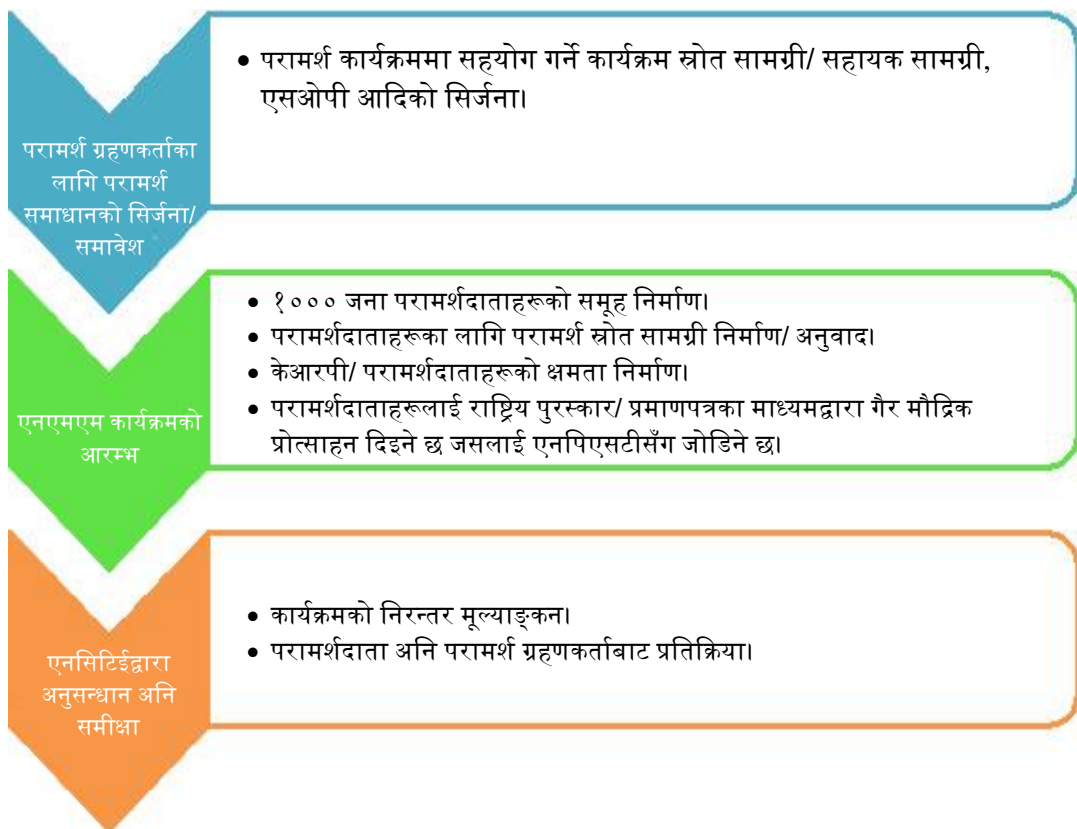 परामर्श ग्रहणकर्ताका
लागि परामर्श
समाधानको सिर्जना/
समावेश
• परामर्श कार्यक्रममा सहयोग गर्ने कार्यक्रम स्रोत सामग्री/ सहायक सामग्री,
एसओपी आदिको सिर्जना।
एनएमएम कार्यक्रमको
आरम्भ
• १००० जना परामर्शदाताहरूको समूह निर्माण।
• परामर्शदाताहरूका लागि परामर्श स्रोत सामग्री निर्माण/ अनुवाद।
• केआरपी/ परामर्शदाताहरूको क्षमता निर्माण।
• परामर्शदाताहरूलाई राष्ट्रिय पुरस्कार/ प्रमाणपत्रका माध्यमद्वारा गैर मौद्रिक
प्रोत्साहन दिइने छ जसलाई एनपिएसटीसँग जोडिने छ।
एनसिटिईद्वारा
अनुसन्धान अनि
समीक्षा
• कार्यक्रमको निरन्तर मूल्याङ्कन।
• परामर्शदाता अनि परामर्श ग्रहणकर्ताबाट प्रतिक्रिया।